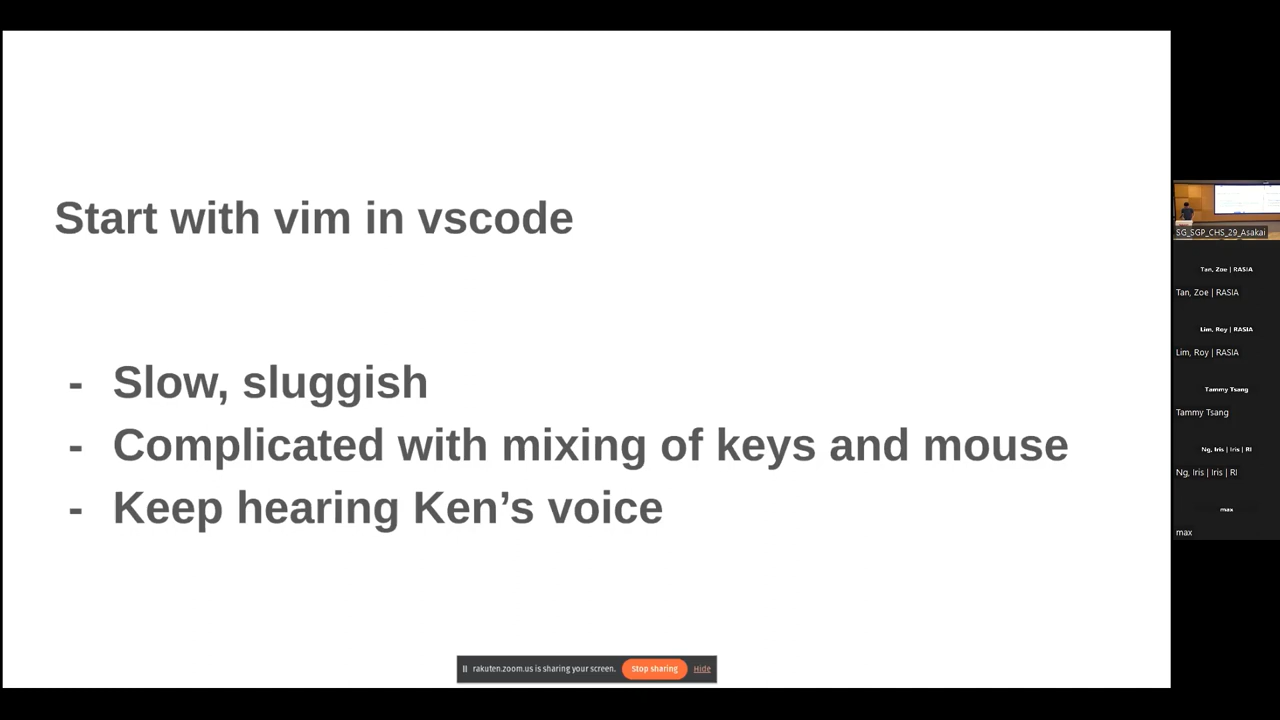 Start with vim in vscode
- Slow, sluggish
- Complicated with mixing of keys and mouse
- Keep hearing Ken's voice
rakuten.zoom.us is sharing your screen. Stop sharing Hide
SG_SGP_CHS_29_Asakai
Tan, Zoe | RASIA
Tan, Zoe | RASIA
Lim, Roy | RASIA
Lim, Roy | RASIA
Tammy Tsang
Tammy Tsang
Ng, Iris | Iris | RI
Ng, Iris | Iris | RI
max
max